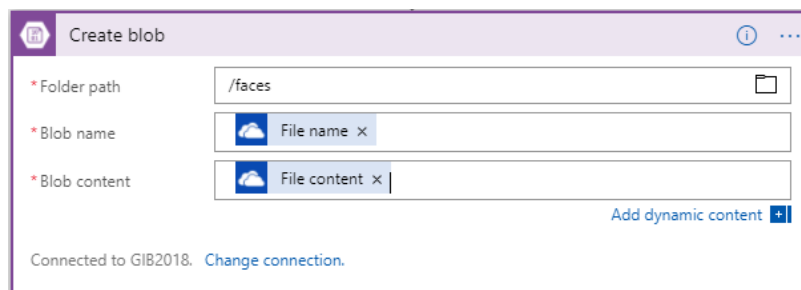 Create blob
* Folder path /faces
* Blob name File name ×
* Blob content File content ×
Add dynamic content
Connected to GIB2018. Change connection.